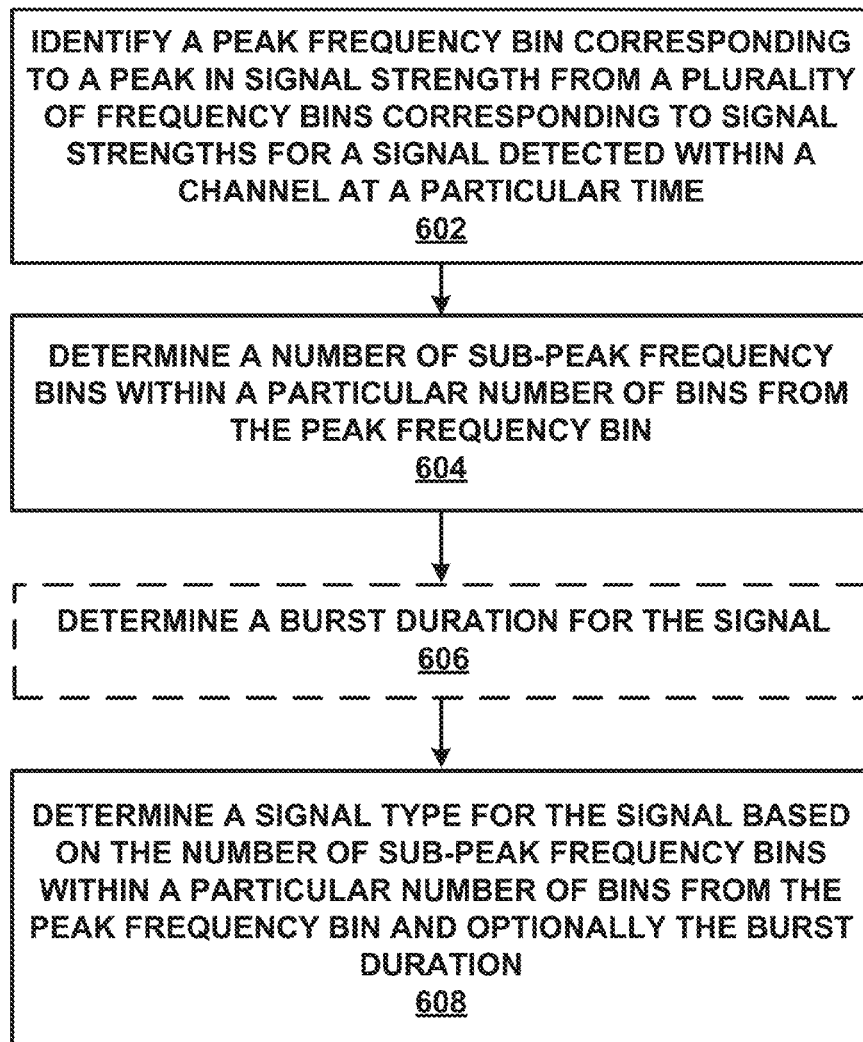 IDENTIFY A PEAK FREQUENCY BIN CORRESPONDING
TO A PEAK IN SIGNAL STRENGTH FROM A PLURALITY
OF FREQUENCY BINS CORRESPONDING TO SIGNAL
STRENGTHS FOR A SIGNAL DETECTED WITHIN A
CHANNEL AT A PARTICULAR TIME
602
DETERMINE A NUMBER OF SUB-PEAK FREQUENCY
BINS WITHIN A PARTICULAR NUMBER OF BINS FROM
THE PEAK FREQUENCY BIN
604
DETERMINE A BURST DURATION FOR THE SIGNAL
606
DETERMINE A SIGNAL TYPE FOR THE SIGNAL BASED
ON THE NUMBER OF SUB-PEAK FREQUENCY BINS
WITHIN A PARTICULAR NUMBER OF BINS FROM THE
PEAK FREQUENCY BIN AND OPTIONALLY THE BURST
DURATION
608